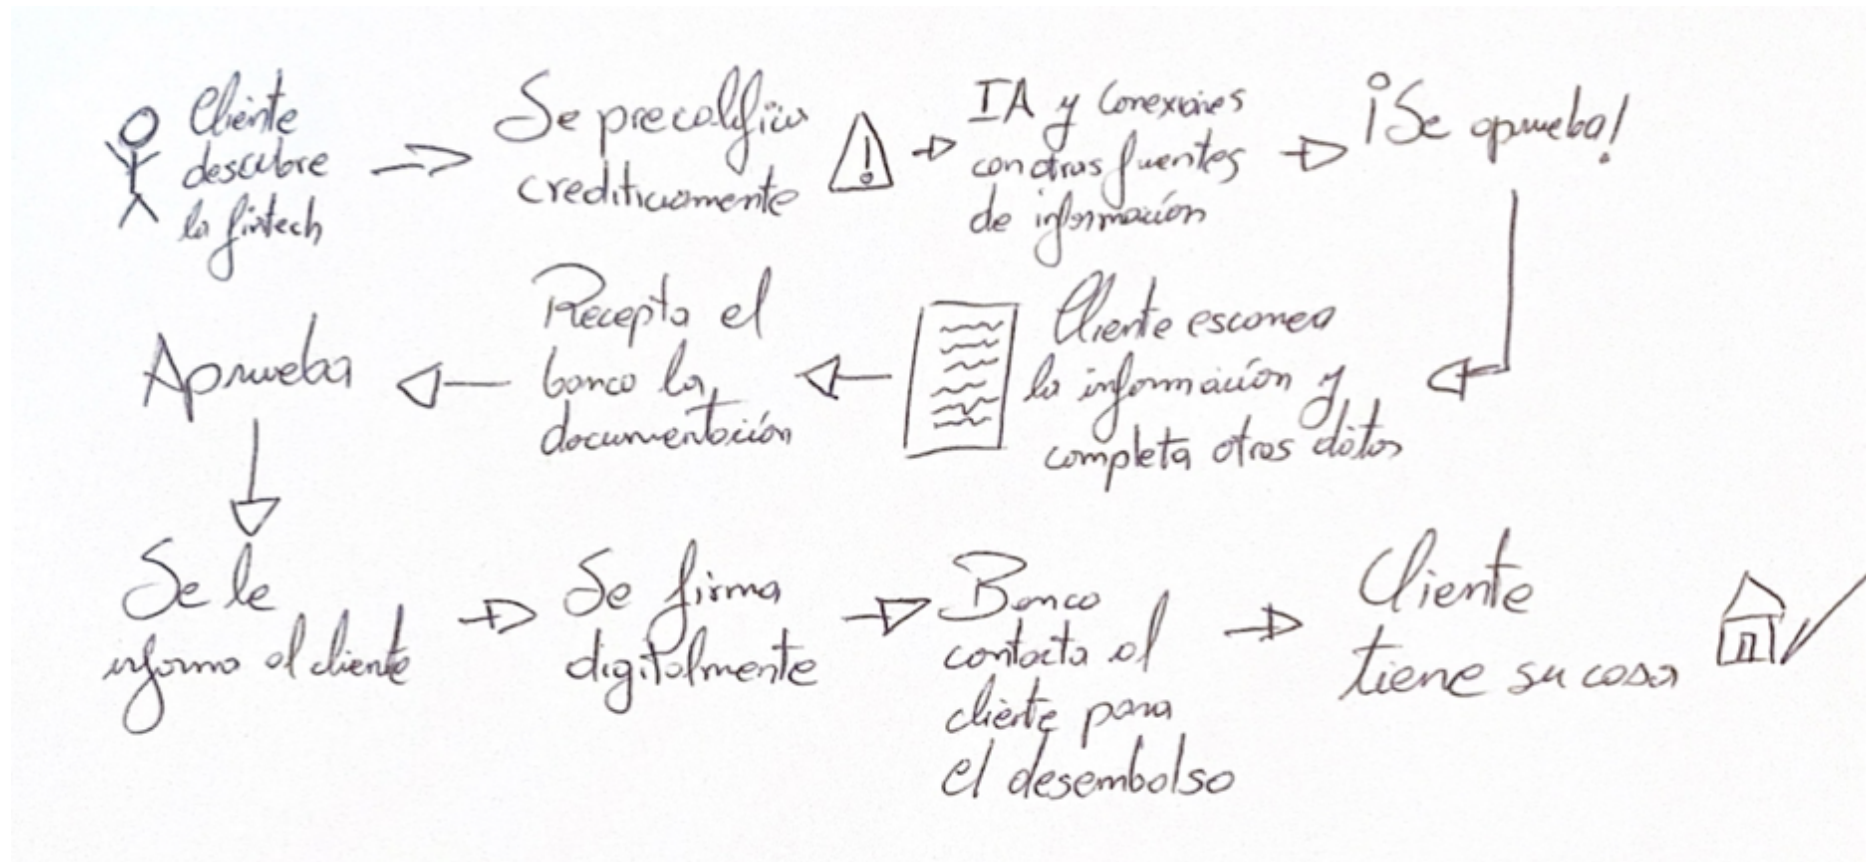 Cliente
descubre
la fintech
Se precalifica
crediticiamente
!
IA y Conexiones
con otras fuentes
de información
¡Se aprueba!
Cliente escanea
la información y
completa otros datos
Recepta el
banco la
documentación
Aprueba
Se le
informa al cliente
Se firma
digitalmente
Banco
contacta al
cliente para
el desembolso
Cliente
tiene su casa